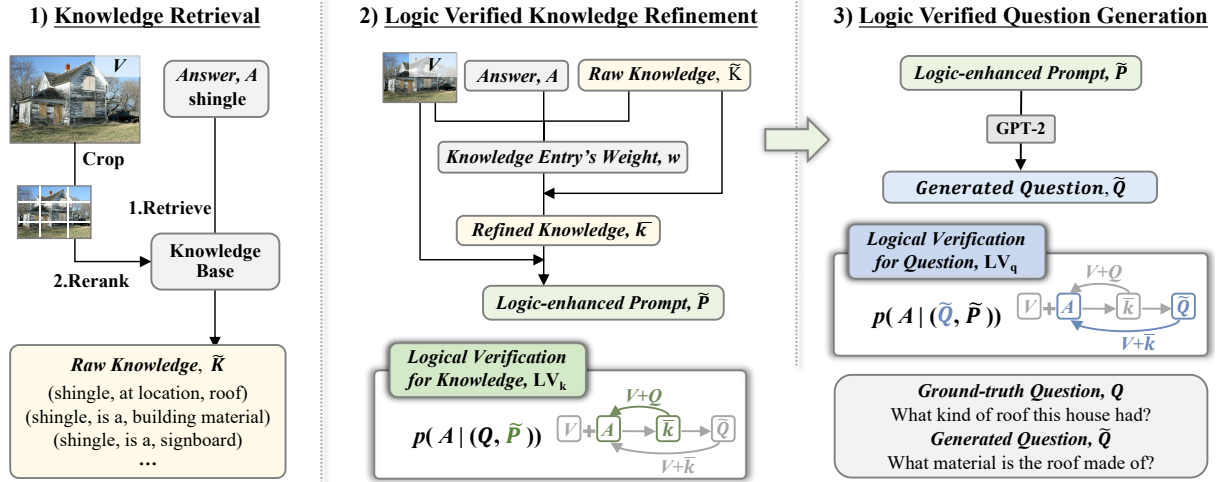 1) Knowledge Retrieval
V
Answer, A
shingle
Crop
1.Retrieve
2.Rerank
Knowledge
Base
Raw Knowledge, K̃
(shingle, at location, roof)
(shingle, is a, building material)
(shingle, is a, signboard)
...
2) Logic Verified Knowledge Refinement
V
Answer, A
Raw Knowledge, K̃
Knowledge Entry's Weight, w
Refined Knowledge, k̅
Logic-enhanced Prompt, P̃
Logical Verification
for Knowledge, LVₖ
p( A | (Q, P̃))
V+Q
V + A k̅ Q̃
V+k̅
3) Logic Verified Question Generation
Logic-enhanced Prompt, P̃
GPT-2
Generated Question, Q̃
Logical Verification
for Question, LV_q
p( A | (Q̃, P̃))
V+Q
V + A k̅ Q̃
V+k̅
Ground-truth Question, Q
What kind of roof this house had?
Generated Question, Q̃
What material is the roof made of?